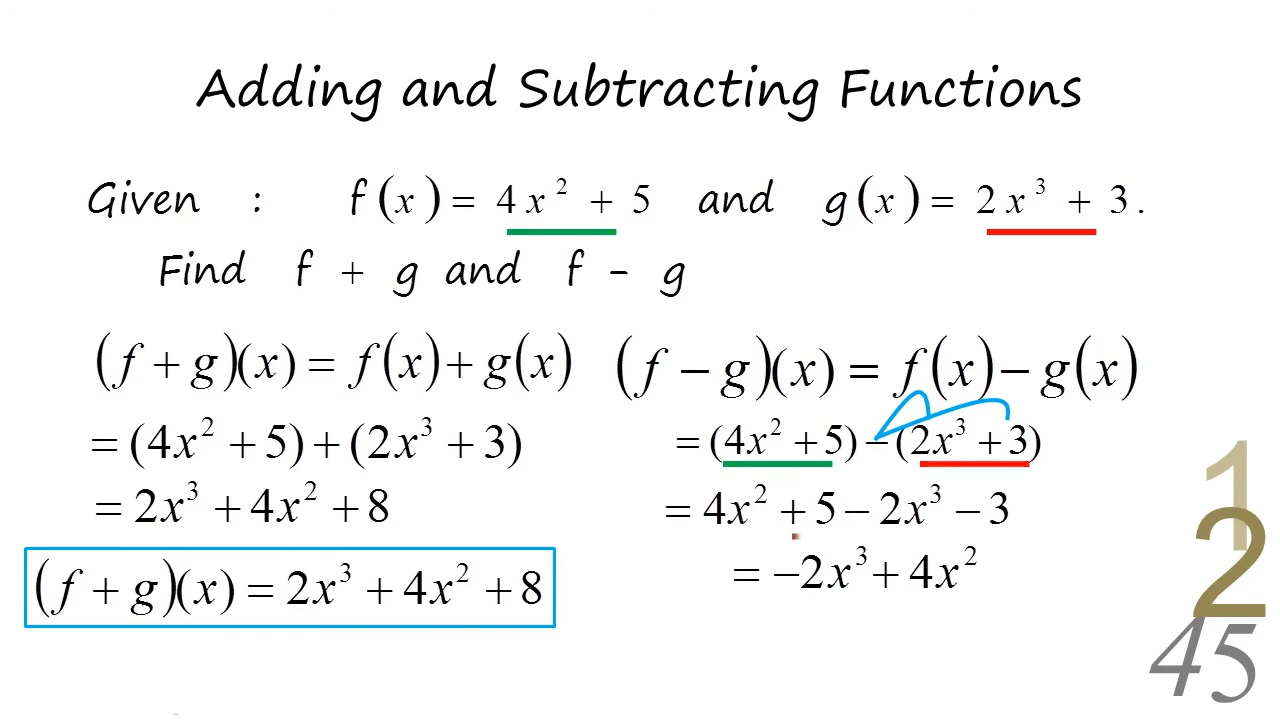 Adding and Subtracting Functions
Given : f(x) = 4x² + 5 and g(x) = 2x³ + 3.
Find f + g and f - g
(f + g)(x) = f(x) + g(x)
= (4x² + 5) + (2x³ + 3)
= 2x³ + 4x² + 8
(f + g)(x) = 2x³ + 4x² + 8
(f − g)(x) = f(x) − g(x)
= (4x² + 5) − (2x³ + 3)
= 4x² + 5 − 2x³ − 3
= −2x³ + 4x²
1
2
45